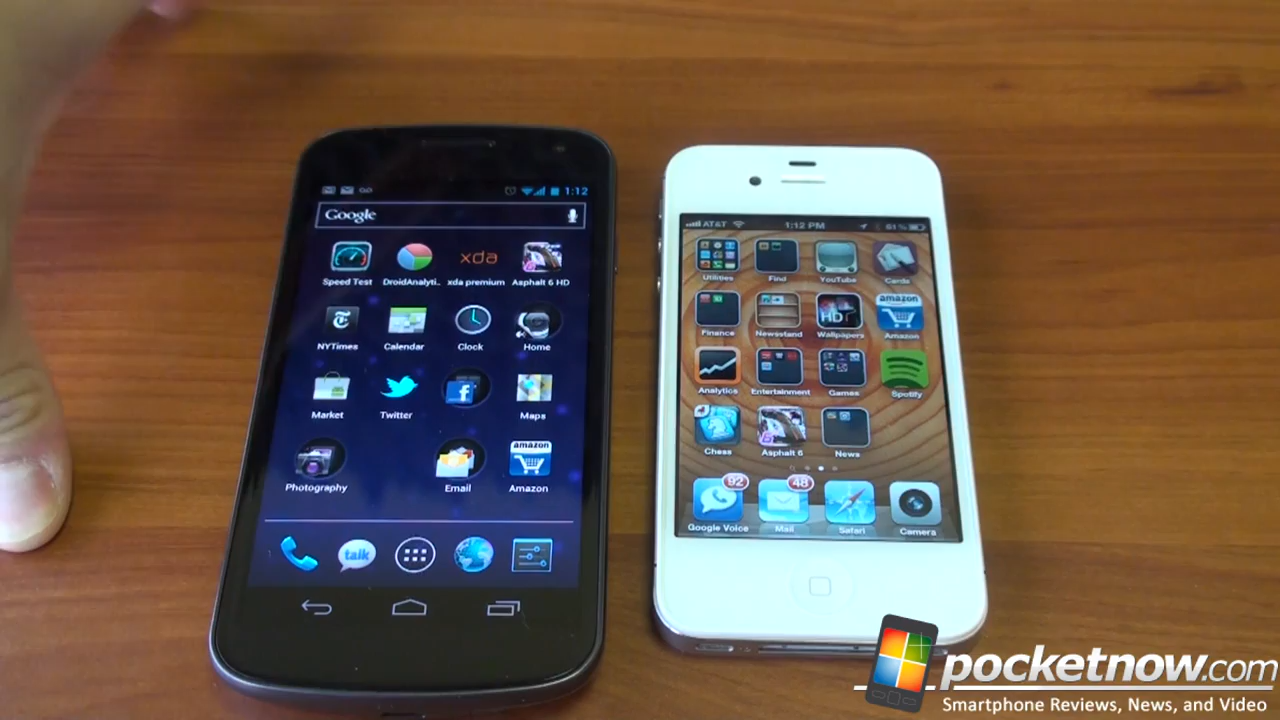 1:12
Google
Speed Test DroidAnalyti.. xda premium Asphalt 6 HD
xda
NYTimes Calendar Clock Home
Market Twitter Maps
amazon
Photography Email Amazon
talk
AT&T 1:12 PM 61%
Utilities Find YouTube Cards
HD
amazon
Finance Newsstand Wallpapers Amazon
Analytics Entertainment Games Spotify
Chess Asphalt 6 News
92 48
Google Voice Mail Safari Camera
pocketnow.com
Smartphone Reviews, News, and Video